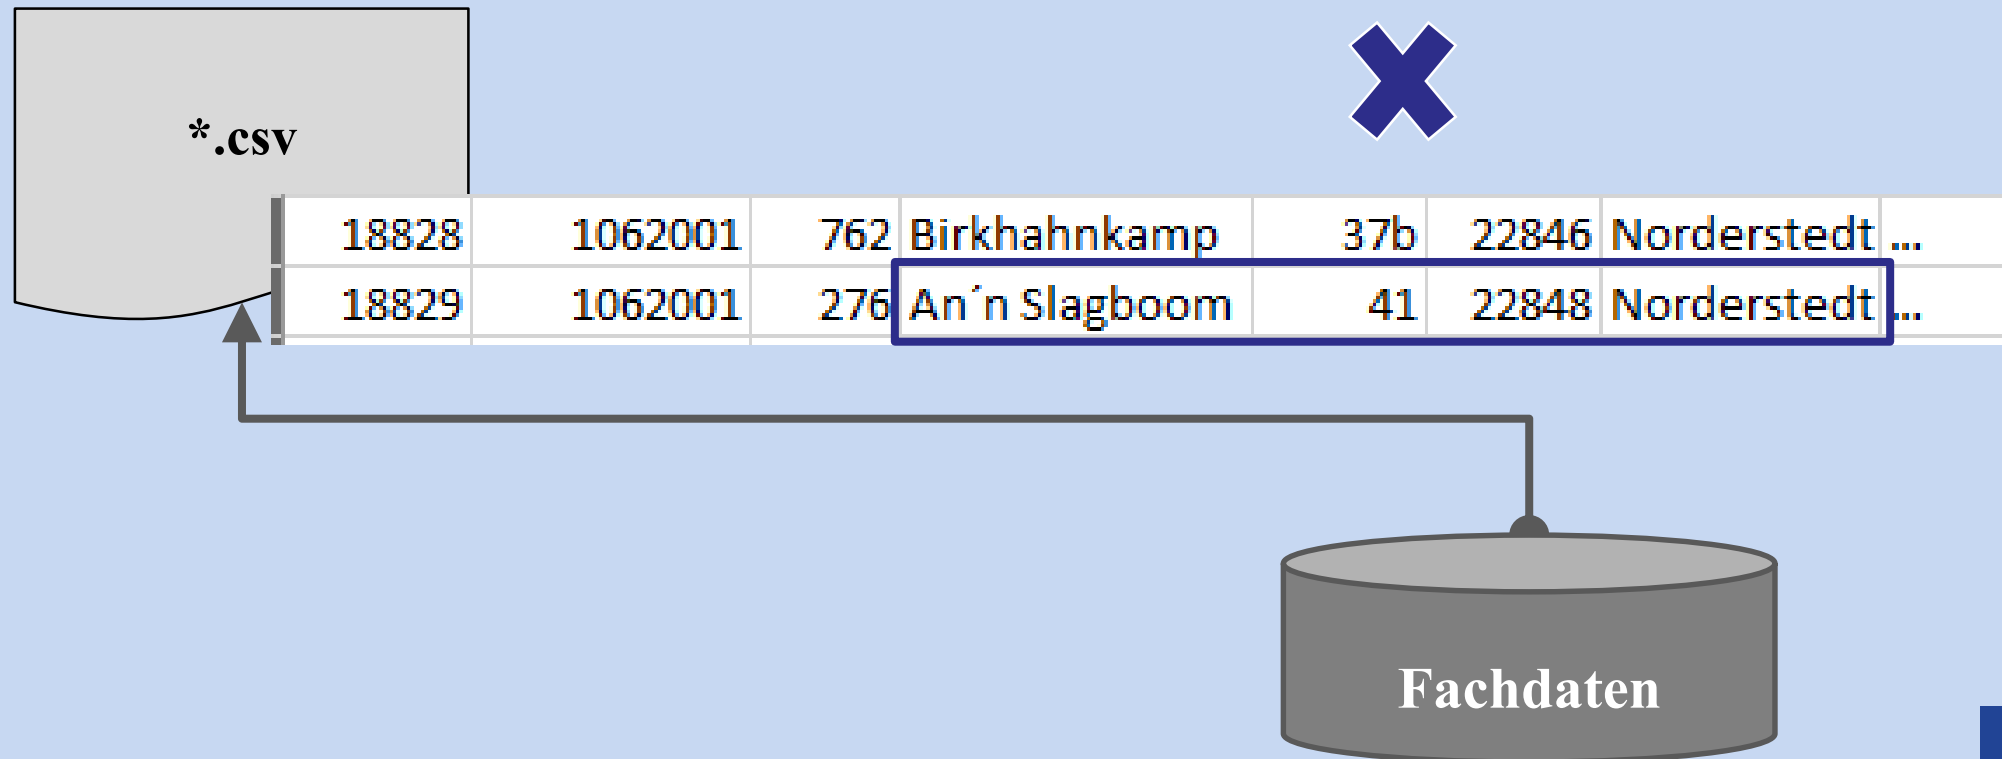 *.csv
18828 1062001 762 Birkhahnkamp 37b 22846 Norderstedt ...
18829 1062001 276 An´n Slagboom 41 22848 Norderstedt ...
Fachdaten